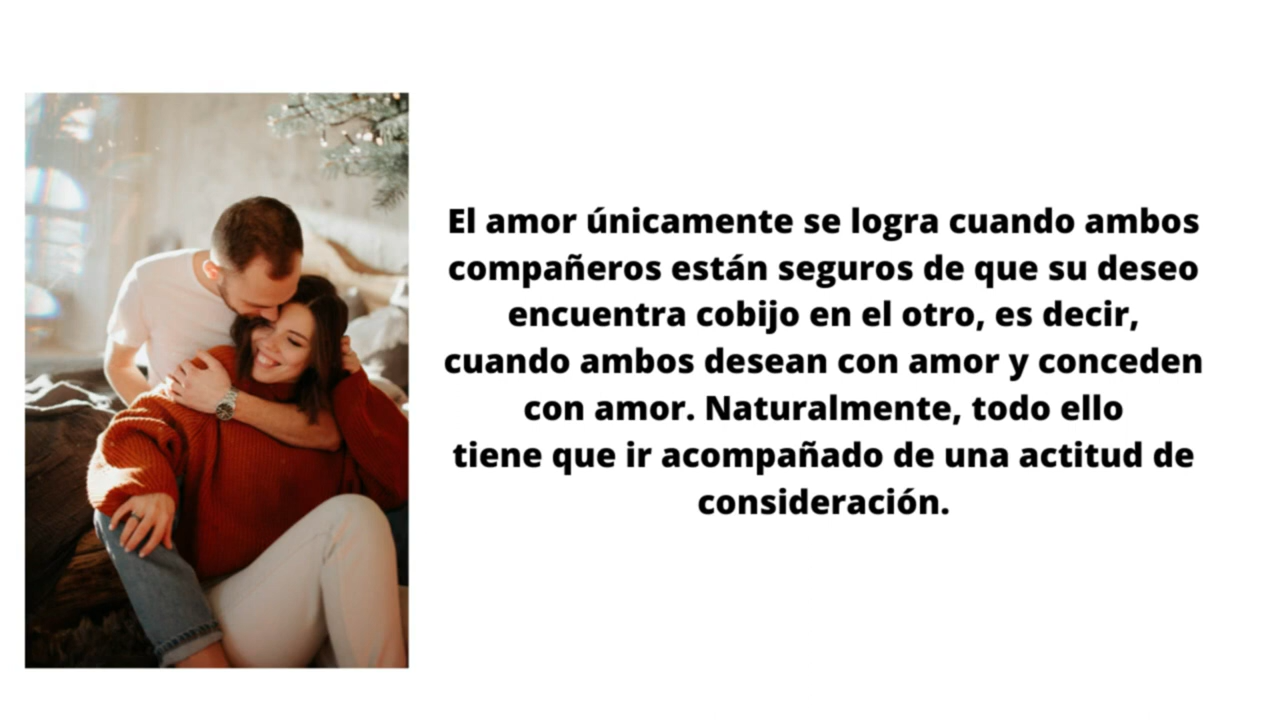 El amor únicamente se logra cuando ambos
compañeros están seguros de que su deseo
encuentra cobijo en el otro, es decir,
cuando ambos desean con amor y conceden
con amor. Naturalmente, todo ello
tiene que ir acompañado de una actitud de
consideración.